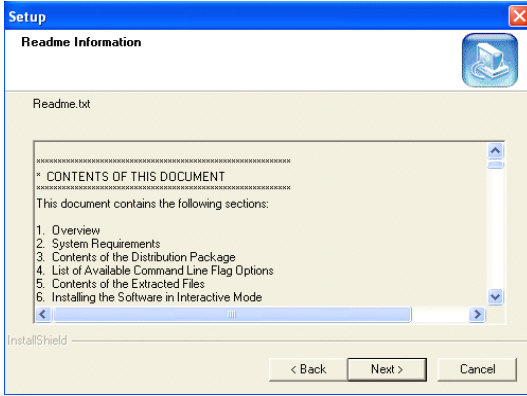 Setup
Readme Information
Readme.txt
************************************************************
* CONTENTS OF THIS DOCUMENT
************************************************************
This document contains the following sections:
1. Overview
2. System Requirements
3. Contents of the Distribution Package
4. List of Available Command Line Flag Options
5. Contents of the Extracted Files
6. Installing the Software in Interactive Mode
InstallShield
< Back Next > Cancel